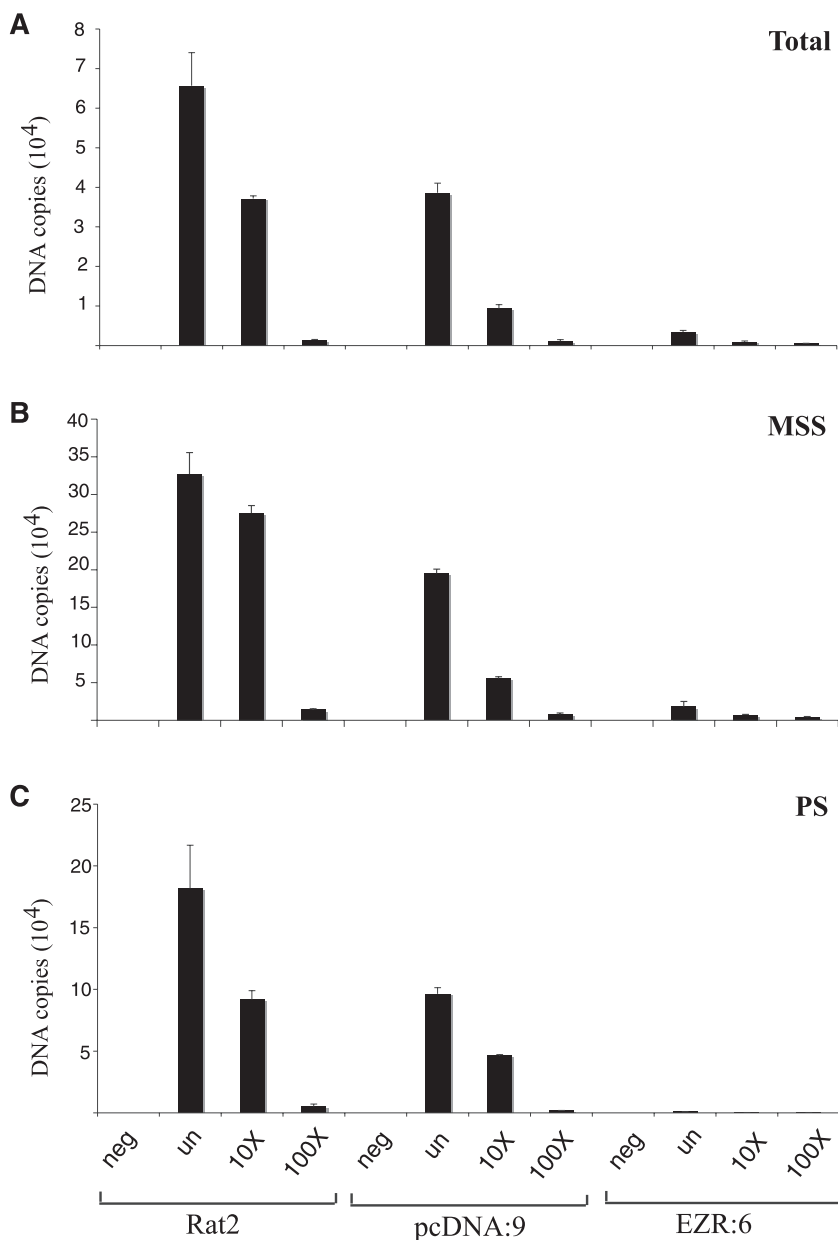 A
Total
DNA copies (10⁴)
8
7
6
5
4
3
2
1
B
MSS
DNA copies (10⁴)
40
35
30
25
20
15
10
5
C
PS
DNA copies (10⁴)
25
20
15
10
5
neg un 10X 100X neg un 10X 100X neg un 10X 100X
Rat2 pcDNA:9 EZR:6